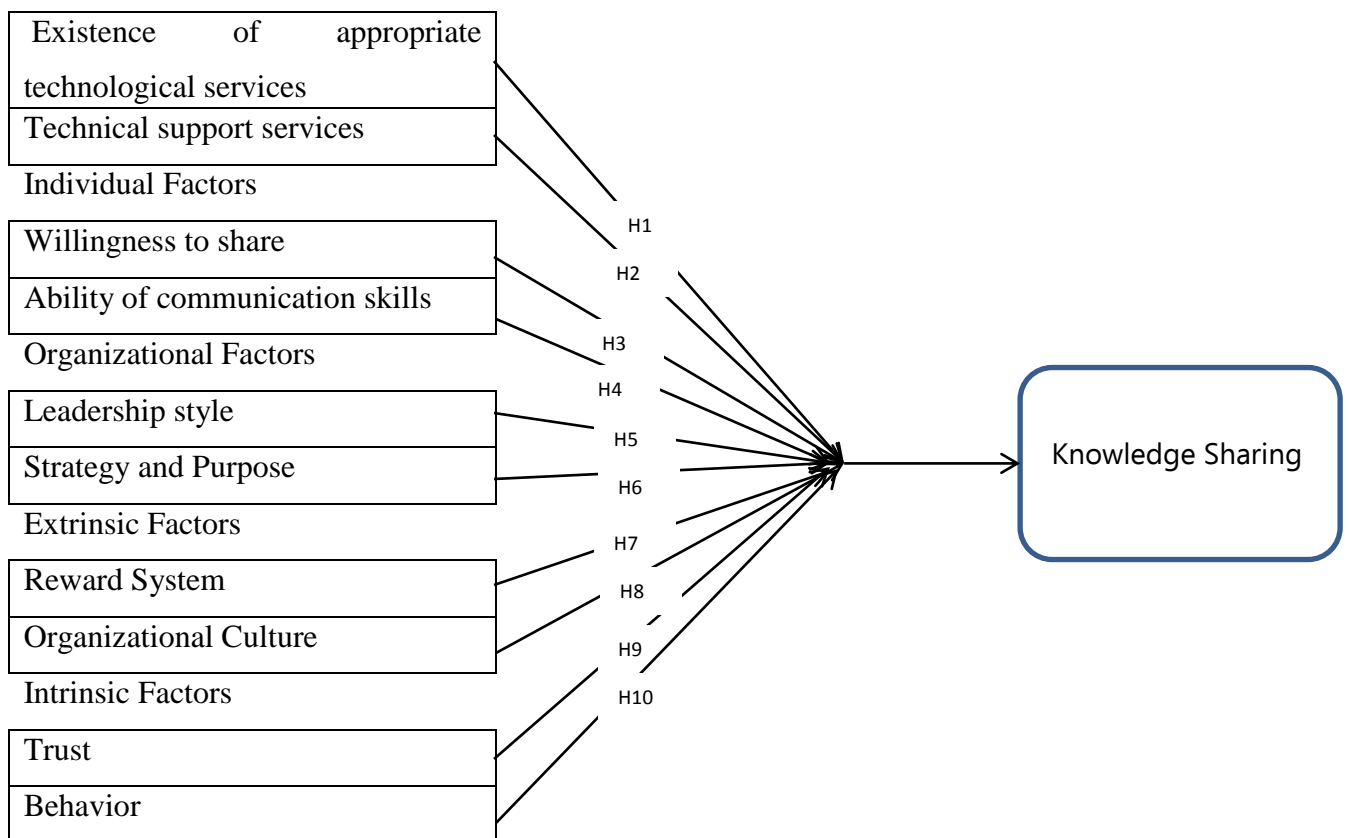 Existence of appropriate
technological services
Technical support services
Individual Factors
Willingness to share
Ability of communication skills
Organizational Factors
Leadership style
Strategy and Purpose
Extrinsic Factors
Reward System
Organizational Culture
Intrinsic Factors
Trust
Behavior
H1
H2
H3
H4
H5
H6
H7
H8
H9
H10
Knowledge Sharing